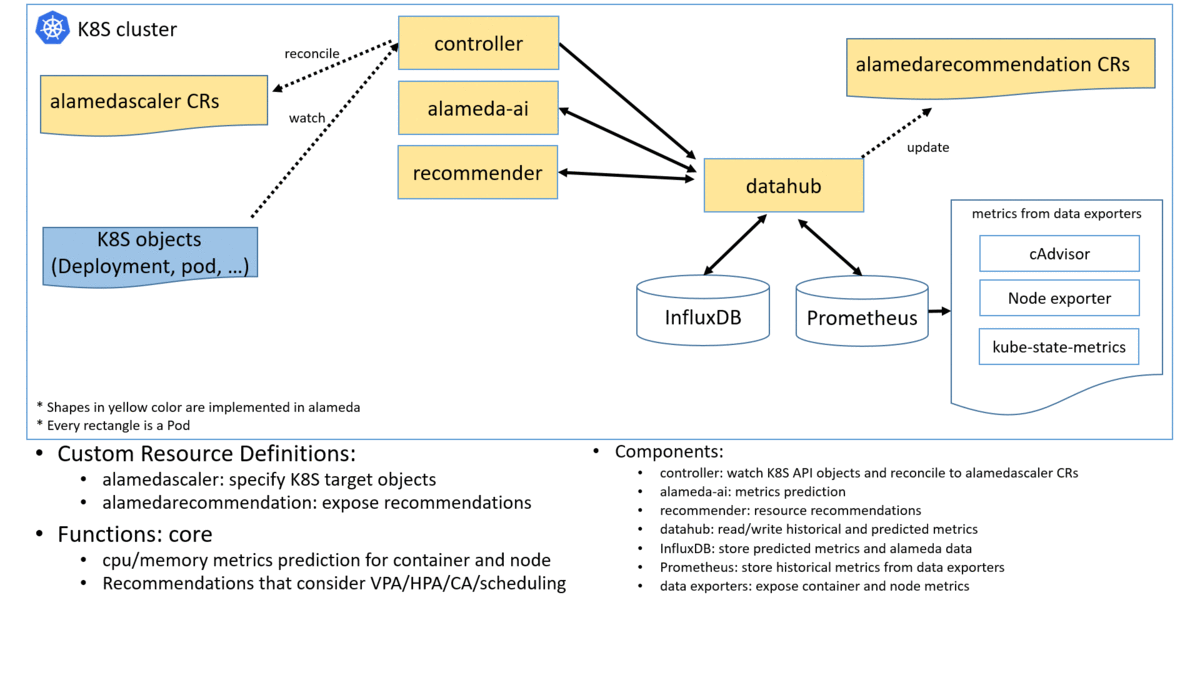 K8S cluster
controller
reconcile
alamedascaler CRs
alamedarecommendation CRs
alameda-ai
watch
update
recommender
datahub
metrics from data exporters
K8S objects
(Deployment, pod, …)
cAdvisor
Node exporter
InfluxDB
Prometheus
kube-state-metrics
* Shapes in yellow color are implemented in alameda
* Every rectangle is a Pod
• Custom Resource Definitions:
• alamedascaler: specify K8S target objects
• alamedarecommendation: expose recommendations
• Functions: core
• cpu/memory metrics prediction for container and node
• Recommendations that consider VPA/HPA/CA/scheduling
• Components:
• controller: watch K8S API objects and reconcile to alamedascaler CRs
• alameda-ai: metrics prediction
• recommender: resource recommendations
• datahub: read/write historical and predicted metrics
• InfluxDB: store predicted metrics and alameda data
• Prometheus: store historical metrics from data exporters
• data exporters: expose container and node metrics